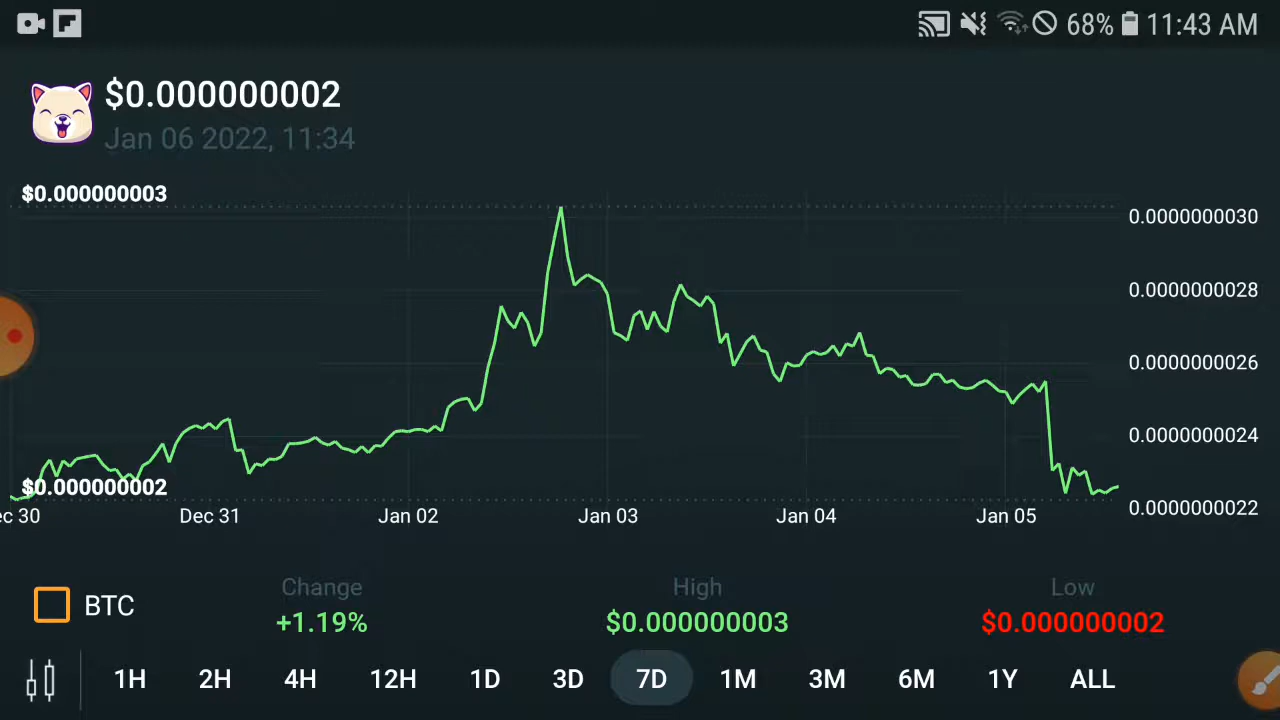 68% 11:43 AM
$0.000000002
Jan 06 2022, 11:34
$0.000000003
0.0000000030
0.0000000028
0.0000000026
0.0000000024
$0.000000002
0.0000000022
ec 30 Dec 31 Jan 02 Jan 03 Jan 04 Jan 05
Change High Low
BTC +1.19% $0.000000003 $0.000000002
1H 2H 4H 12H 1D 3D 7D 1M 3M 6M 1Y ALL